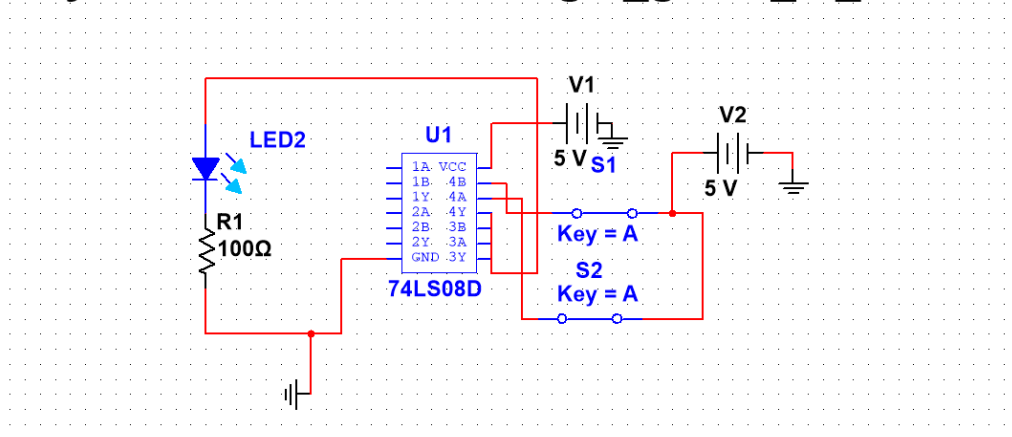 V1
V2
LED2
U1
5 V
S1
1A VCC
1B 4B
1Y 4A
2A 4Y
2B 3B
2Y 3A
GND 3Y
5 V
R1
100Ω
Key = A
S2
74LS08D
Key = A